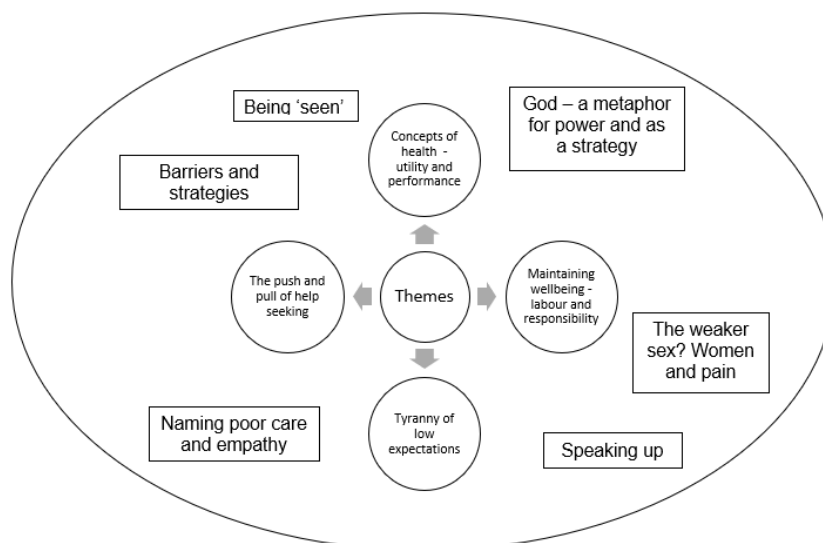 Being ‘seen’
God – a metaphor
for power and as
a strategy
Concepts of
health -
utility and
performance
Barriers and
strategies
The push and
pull of help
seeking
Themes
Maintaining
wellbeing -
labour and
responsibility
The weaker
sex? Women
and pain
Naming poor care
and empathy
Tyranny of
low
expectations
Speaking up